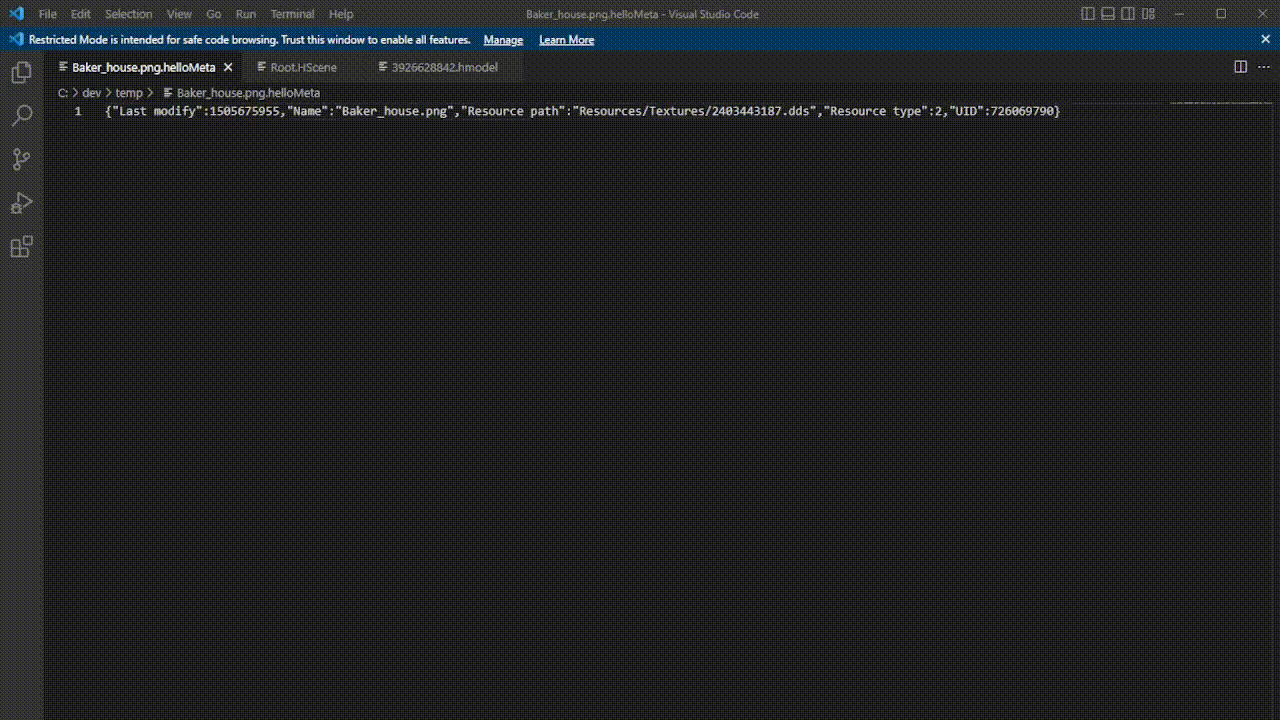 File Edit Selection View Go Run Terminal Help Baker_house.png.helloMeta - Visual Studio Code
Restricted Mode is intended for safe code browsing. Trust this window to enable all features. Manage Learn More
Baker_house.png.helloMeta Root.HScene 3926628842.hmodel
C: > dev > temp > Baker_house.png.helloMeta
1 {"Last modify":1505675955,"Name":"Baker_house.png","Resource path":"Resources/Textures/2403443187.dds","Resource type":2,"UID":726069790}